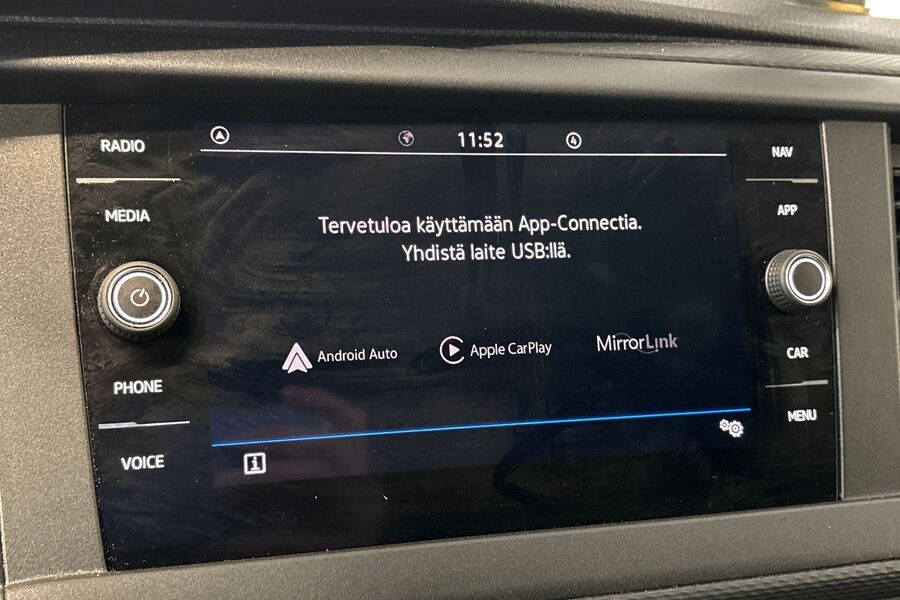 RADIO
MEDIA
PHONE
VOICE
11:52
4
Tervetuloa käyttämään App-Connectia.
Yhdistä laite USB:llä.
Android Auto
Apple CarPlay
MirrorLink
i
NAV
APP
CAR
MENU